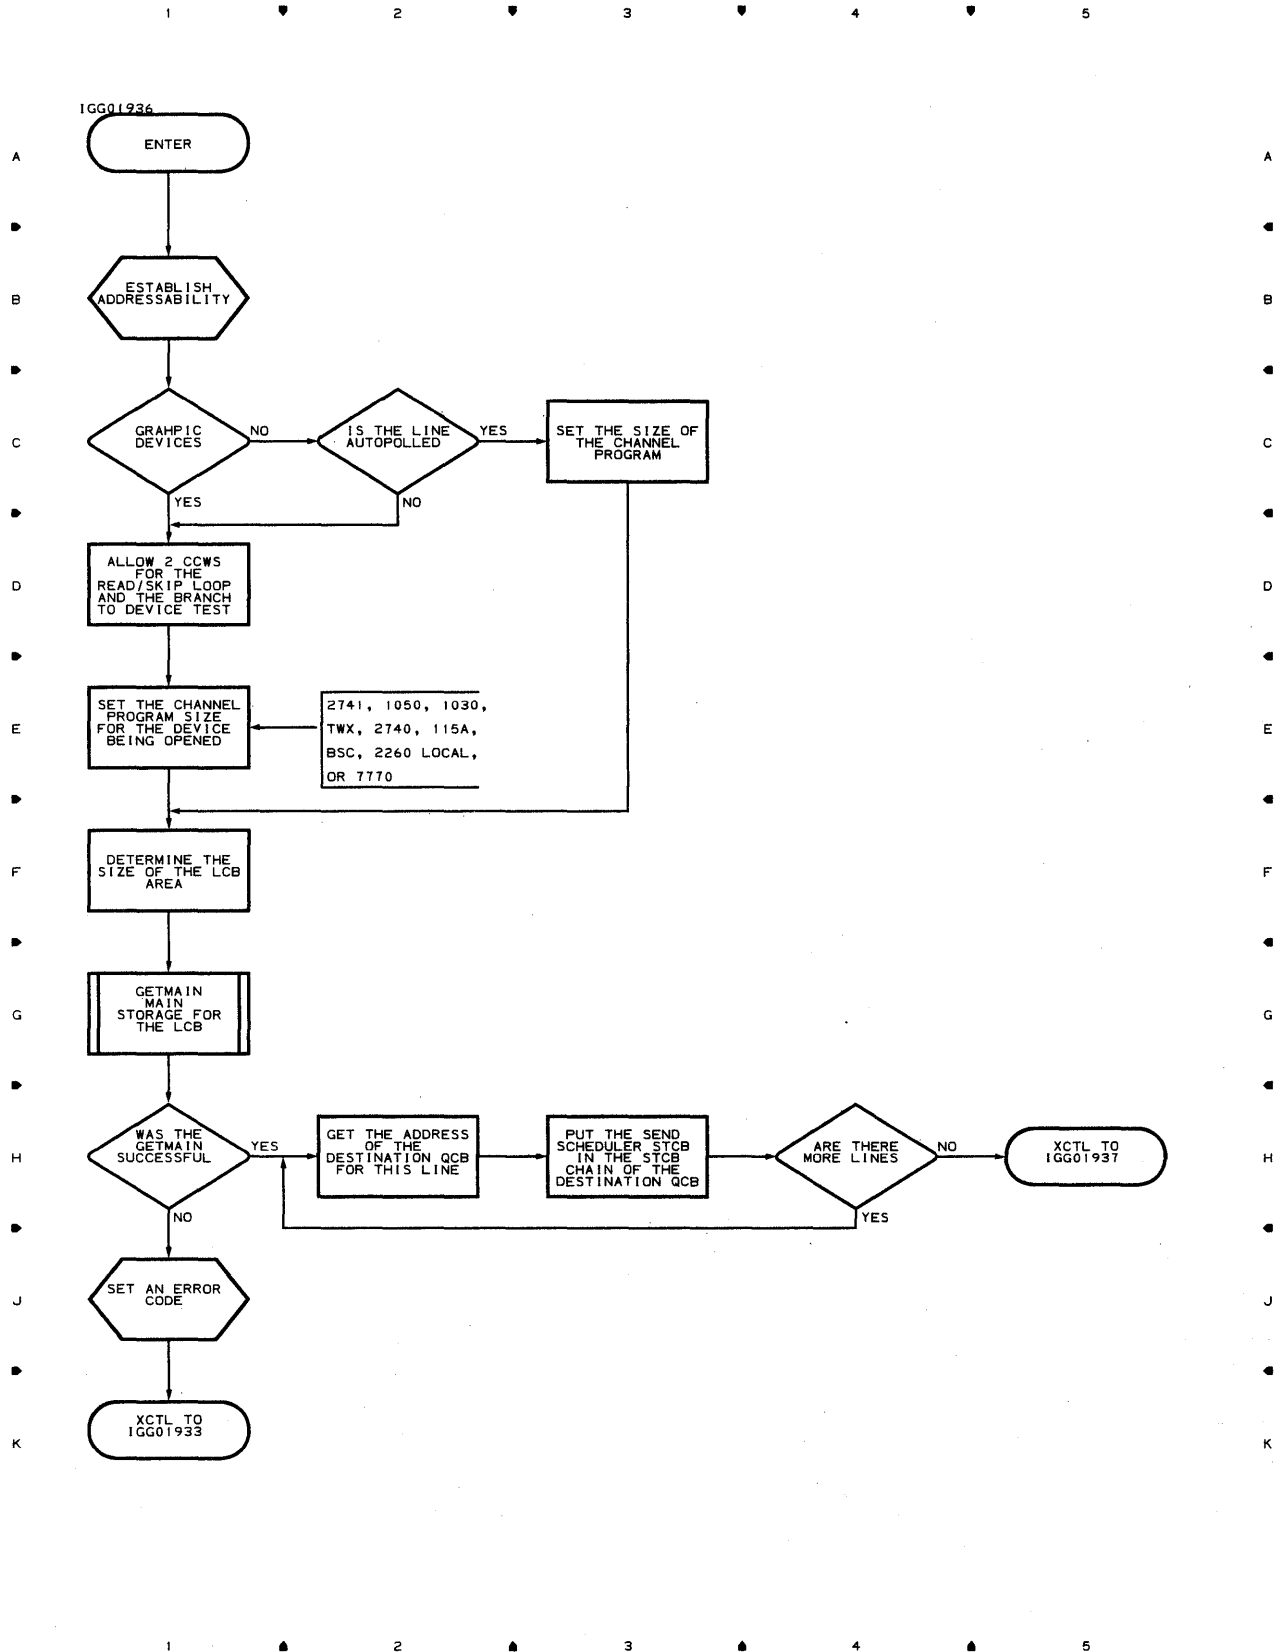 1 2 3 4 5
IGG01936
ENTER
A A
ESTABLISH
ADDRESSABILITY
B B
GRAHPIC
DEVICES
NO
IS THE LINE
AUTOPOLLED
YES
SET THE SIZE OF
THE CHANNEL
PROGRAM
C C
YES
NO
ALLOW 2 CCWS
FOR THE
READ/SKIP LOOP
AND THE BRANCH
TO DEVICE TEST
D D
SET THE CHANNEL
PROGRAM SIZE
FOR THE DEVICE
BEING OPENED
2741, 1050, 1030,
TWX, 2740, 115A,
BSC, 2260 LOCAL,
OR 7770
E E
DETERMINE THE
SIZE OF THE LCB
AREA
F F
GETMAIN
MAIN
STORAGE FOR
THE LCB
G G
WAS THE
GETMAIN
SUCCESSFUL
YES
GET THE ADDRESS
OF THE
DESTINATION QCB
FOR THIS LINE
PUT THE SEND
SCHEDULER STCB
IN THE STCB
CHAIN OF THE
DESTINATION QCB
ARE THERE
MORE LINES
NO
XCTL TO
IGG01937
H H
NO
YES
SET AN ERROR
CODE
J J
XCTL TO
IGG01933
K K
1 2 3 4 5